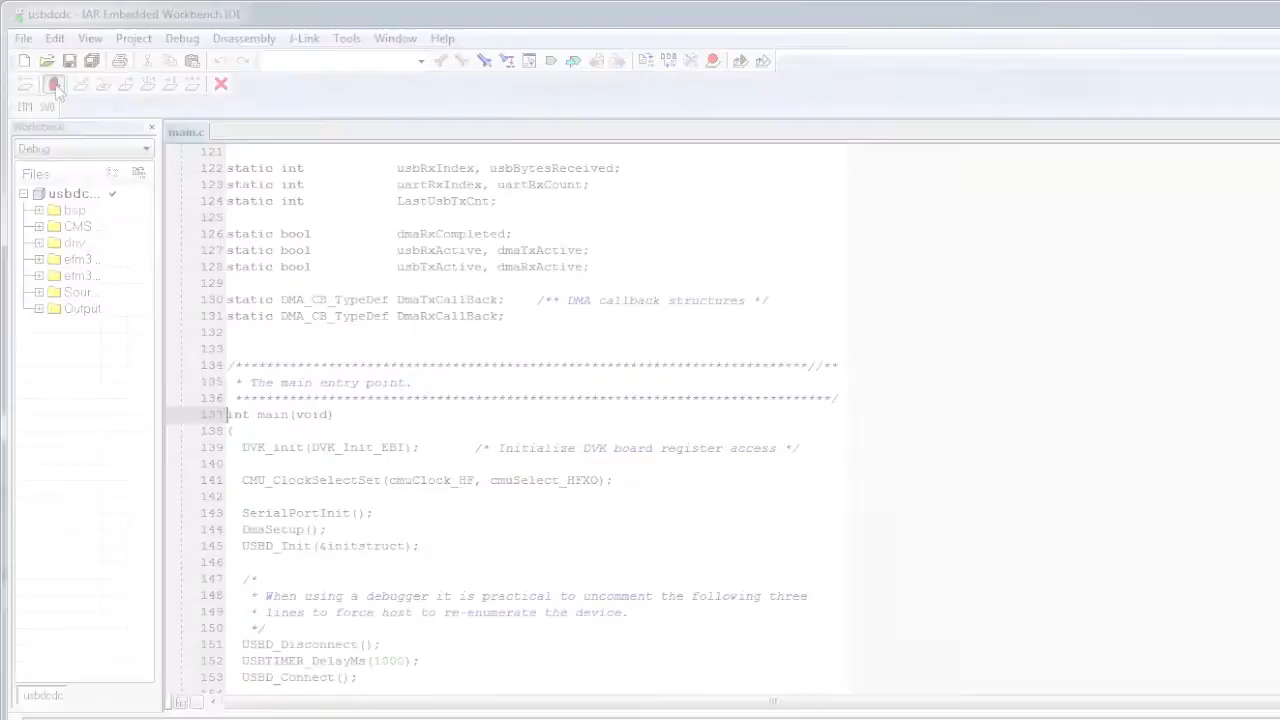 usbdcdc - IAR Embedded Workbench IDE
File Edit View Project Debug Disassembly J-Link Tools Window Help
ETM SWO
Workspace
main.c
Debug
Files
usbdc...
bsp
CMS...
driv...
efm3...
efm3...
Sour...
Output
usbdcdc
121
122 static int usbRxIndex, usbBytesReceived;
123 static int uartRxIndex, uartRxCount;
124 static int LastUsbTxCnt;
125
126 static bool dmaRxCompleted;
127 static bool usbRxActive, dmaTxActive;
128 static bool usbTxActive, dmaRxActive;
129
130 static DMA_CB_TypeDef DmaTxCallBack; /** DMA callback structures */
131 static DMA_CB_TypeDef DmaRxCallBack;
132
133
134 /**************************************************************************//**
135 * The main entry point.
136 *****************************************************************************/
137 int main(void)
138 {
139 DVK_init(DVK_Init_EBI); /* Initialize DVK board register access */
140
141 CMU_ClockSelectSet(cmuClock_HF, cmuSelect_HFXO);
142
143 SerialPortInit();
144 DmaSetup();
145 USBD_Init(&initstruct);
146
147 /*
148 * When using a debugger it is practical to uncomment the following three
149 * lines to force host to re-enumerate the device.
150 */
151 USBD_Disconnect();
152 USBTIMER_DelayMs(1000);
153 USBD_Connect();